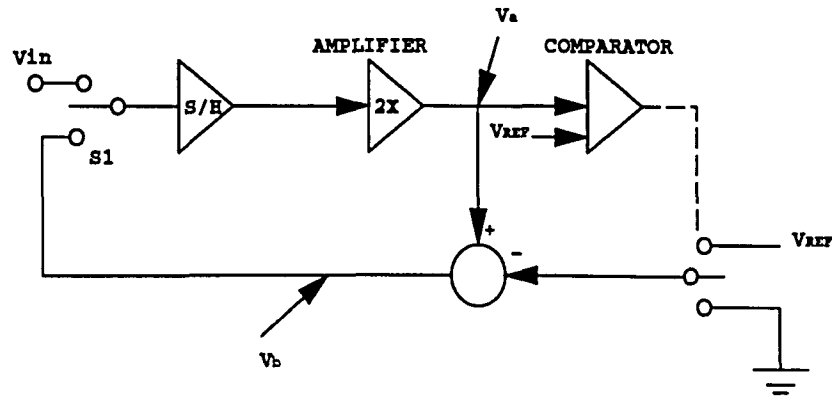 Va
AMPLIFIER
COMPARATOR
Vin
S/H
2X
VREF
S1
+
-
VREF
Vb